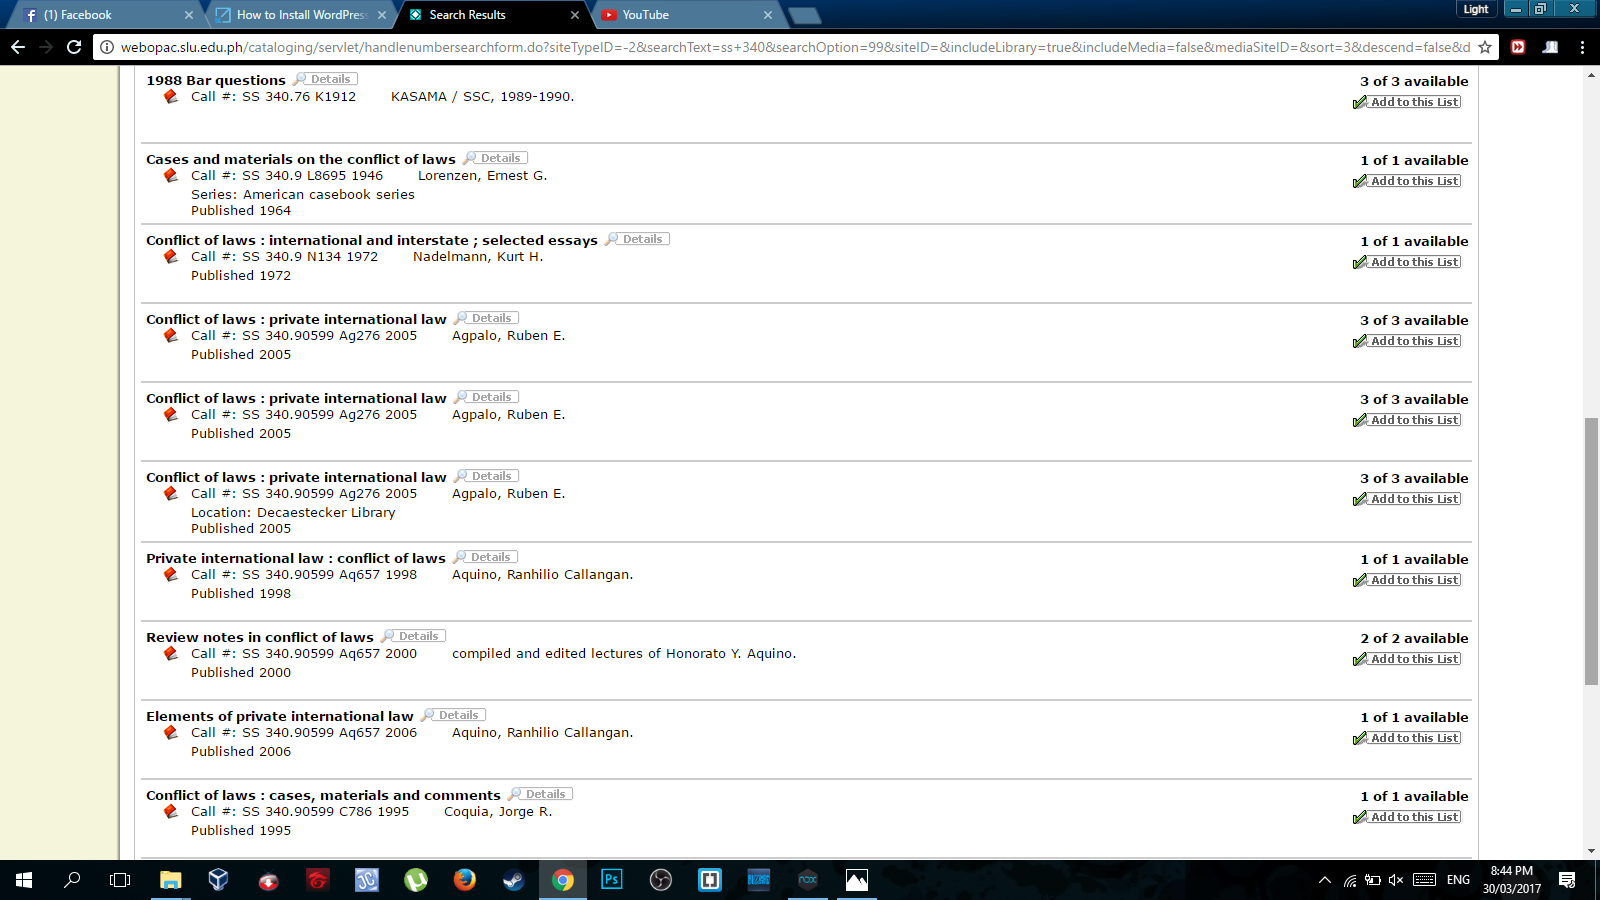 (1) Facebook
How to Install WordPress
Search Results
YouTube
Light
webopac.slu.edu.ph/cataloging/servlet/handlenumbersearchform.do?siteTypeID=-2&searchText=ss+340&searchOption=99&siteID=&includeLibrary=true&includeMedia=false&mediaSiteID=&sort=3&descend=false&d
1988 Bar questions Details
3 of 3 available
Call #: SS 340.76 K1912 KASAMA / SSC, 1989-1990.
Add to this List
Cases and materials on the conflict of laws Details
1 of 1 available
Call #: SS 340.9 L8695 1946 Lorenzen, Ernest G.
Add to this List
Series: American casebook series
Published 1964
Conflict of laws : international and interstate ; selected essays Details
1 of 1 available
Call #: SS 340.9 N134 1972 Nadelmann, Kurt H.
Add to this List
Published 1972
Conflict of laws : private international law Details
3 of 3 available
Call #: SS 340.90599 Ag276 2005 Agpalo, Ruben E.
Add to this List
Published 2005
Conflict of laws : private international law Details
3 of 3 available
Call #: SS 340.90599 Ag276 2005 Agpalo, Ruben E.
Add to this List
Published 2005
Conflict of laws : private international law Details
3 of 3 available
Call #: SS 340.90599 Ag276 2005 Agpalo, Ruben E.
Add to this List
Location: Decaestecker Library
Published 2005
Private international law : conflict of laws Details
1 of 1 available
Call #: SS 340.90599 Aq657 1998 Aquino, Ranhilio Callangan.
Add to this List
Published 1998
Review notes in conflict of laws Details
2 of 2 available
Call #: SS 340.90599 Aq657 2000 compiled and edited lectures of Honorato Y. Aquino.
Add to this List
Published 2000
Elements of private international law Details
1 of 1 available
Call #: SS 340.90599 Aq657 2006 Aquino, Ranhilio Callangan.
Add to this List
Published 2006
Conflict of laws : cases, materials and comments Details
1 of 1 available
Call #: SS 340.90599 C786 1995 Coquia, Jorge R.
Add to this List
Published 1995
Ps
ENG
8:44 PM
30/03/2017